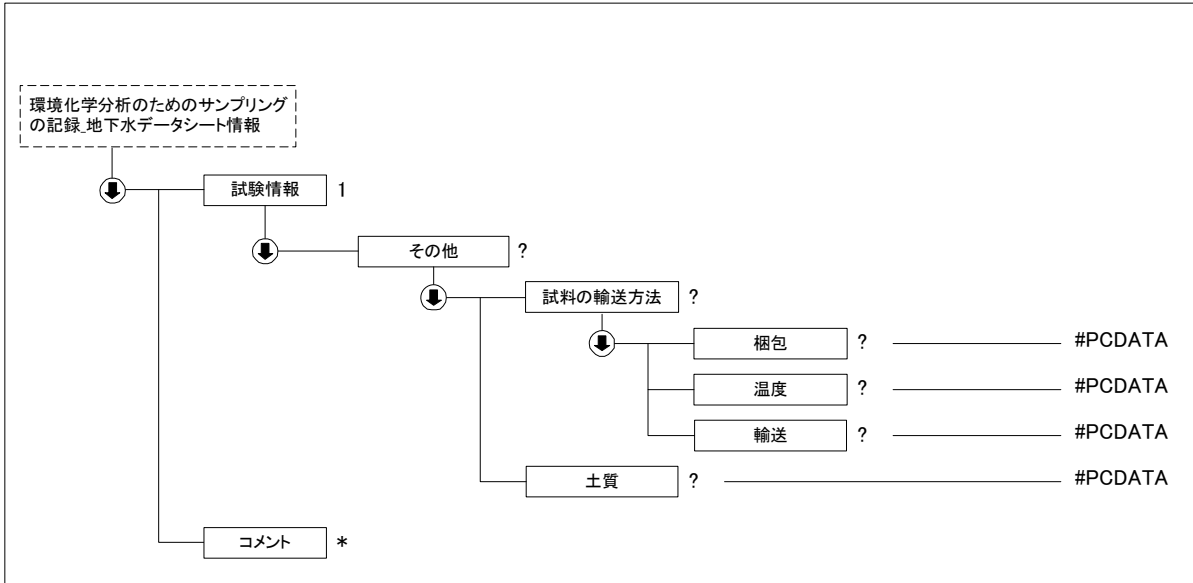 環境化学分析のためのサンプリング
の記録_地下水データシート情報
試験情報 1
その他 ?
試料の輸送方法 ?
梱包 ? #PCDATA
温度 ? #PCDATA
輸送 ? #PCDATA
土質 ? #PCDATA
コメント *